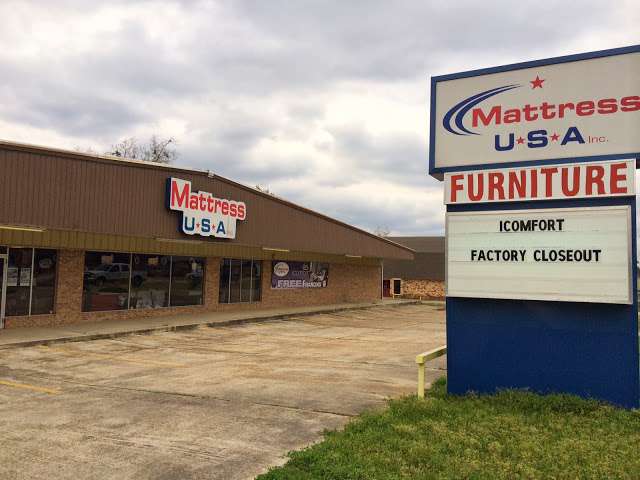 Mattress
U★S★A
FREE
Mattress
U★S★A Inc.
FURNITURE
ICOMFORT
FACTORY CLOSEOUT